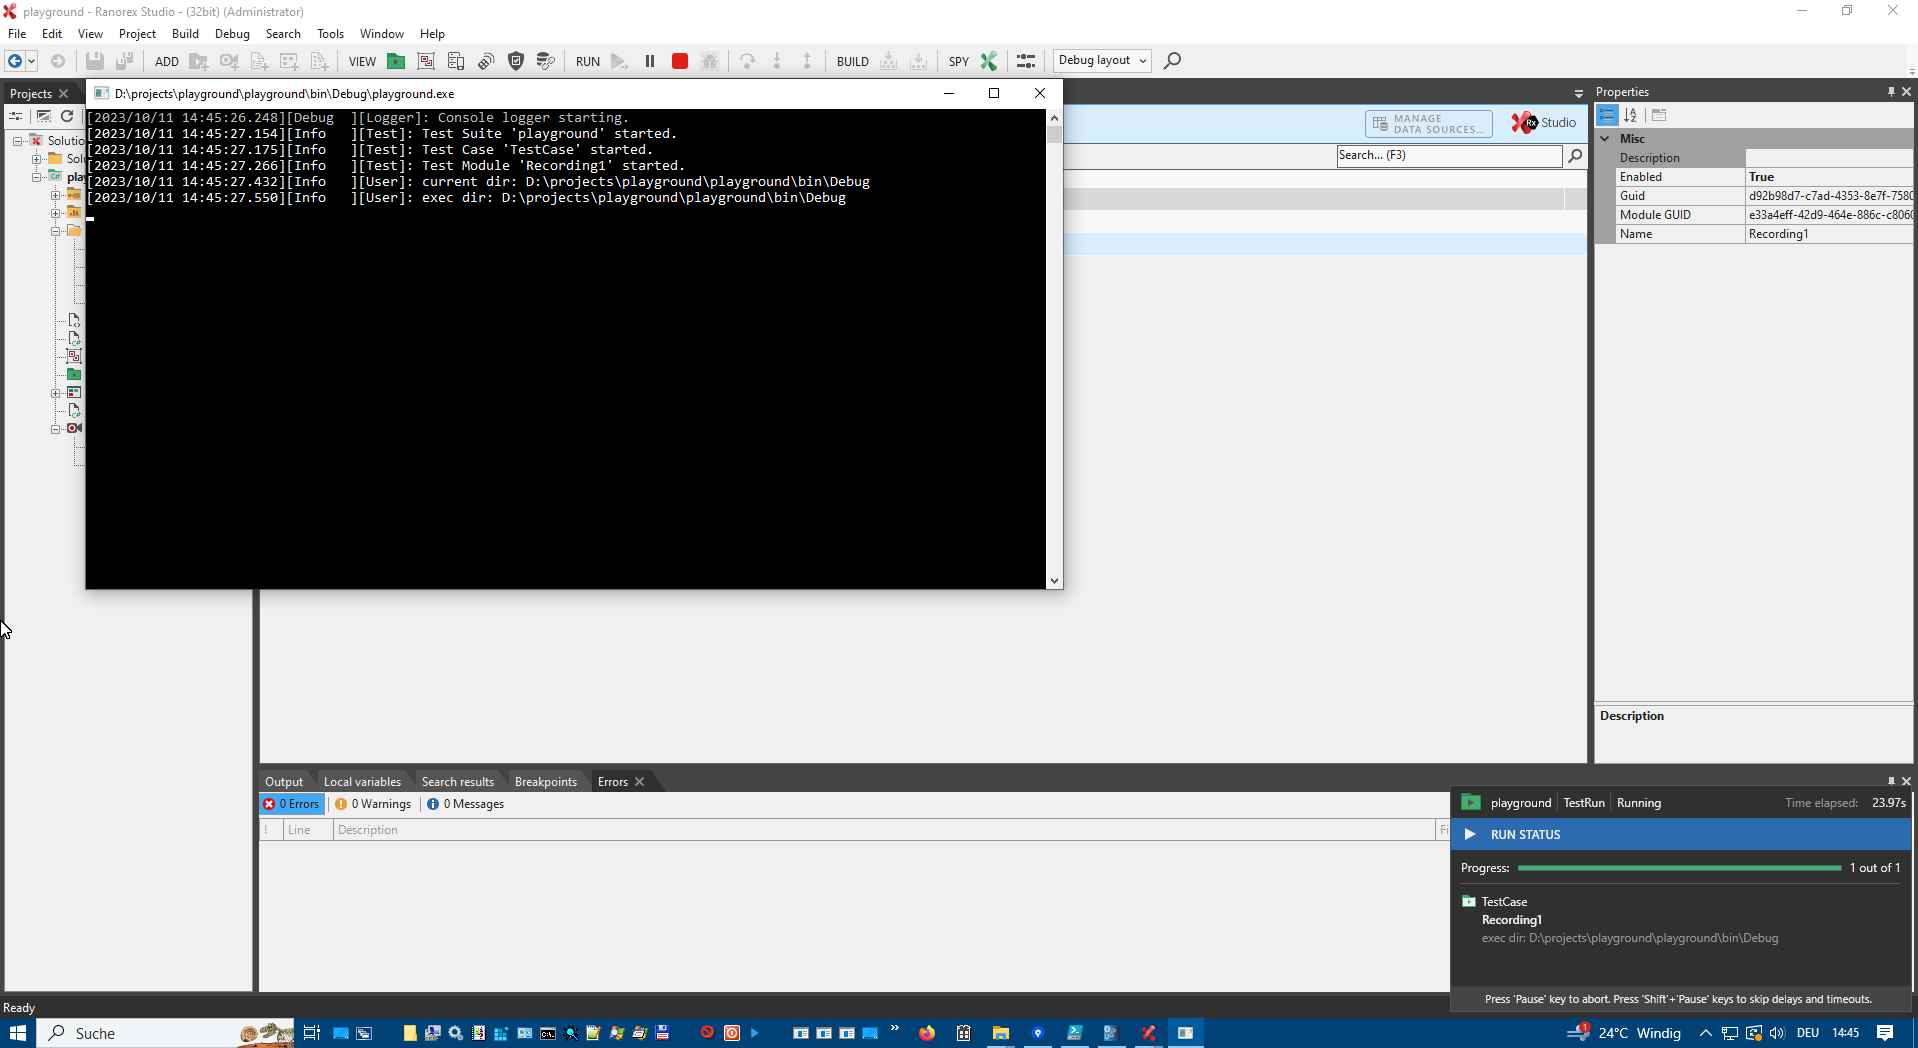 playground - Ranorex Studio - (32bit) (Administrator)
File Edit View Project Build Debug Search Tools Window Help
ADD VIEW RUN BUILD SPY Debug layout
Projects
D:\projects\playground\playground\bin\Debug\playground.exe
[2023/10/11 14:45:26.248][Debug  ][Logger]: Console logger starting.
[2023/10/11 14:45:27.154][Info   ][Test]: Test Suite 'playground' started.
[2023/10/11 14:45:27.175][Info   ][Test]: Test Case 'TestCase' started.
[2023/10/11 14:45:27.266][Info   ][Test]: Test Module 'Recording1' started.
[2023/10/11 14:45:27.432][Info   ][User]: current dir: D:\projects\playground\playground\bin\Debug
[2023/10/11 14:45:27.550][Info   ][User]: exec dir: D:\projects\playground\playground\bin\Debug
Solutio
Sol
pla
MANAGE
DATA SOURCES...
Rx Studio
Search... (F3)
Properties
Misc
Description
Enabled True
Guid d92b98d7-c7ad-4353-8e7f-7580
Module GUID e33a4eff-42d9-464e-886c-c806
Name Recording1
Description
Output Local variables Search results Breakpoints Errors
0 Errors 0 Warnings 0 Messages
! Line Description Fi
playground TestRun Running Time elapsed: 23.97s
RUN STATUS
Progress: 1 out of 1
TestCase
Recording1
exec dir: D:\projects\playground\playground\bin\Debug
Press 'Pause' key to abort. Press 'Shift'+'Pause' keys to skip delays and timeouts.
Ready
Suche
1 24°C Windig DEU 14:45